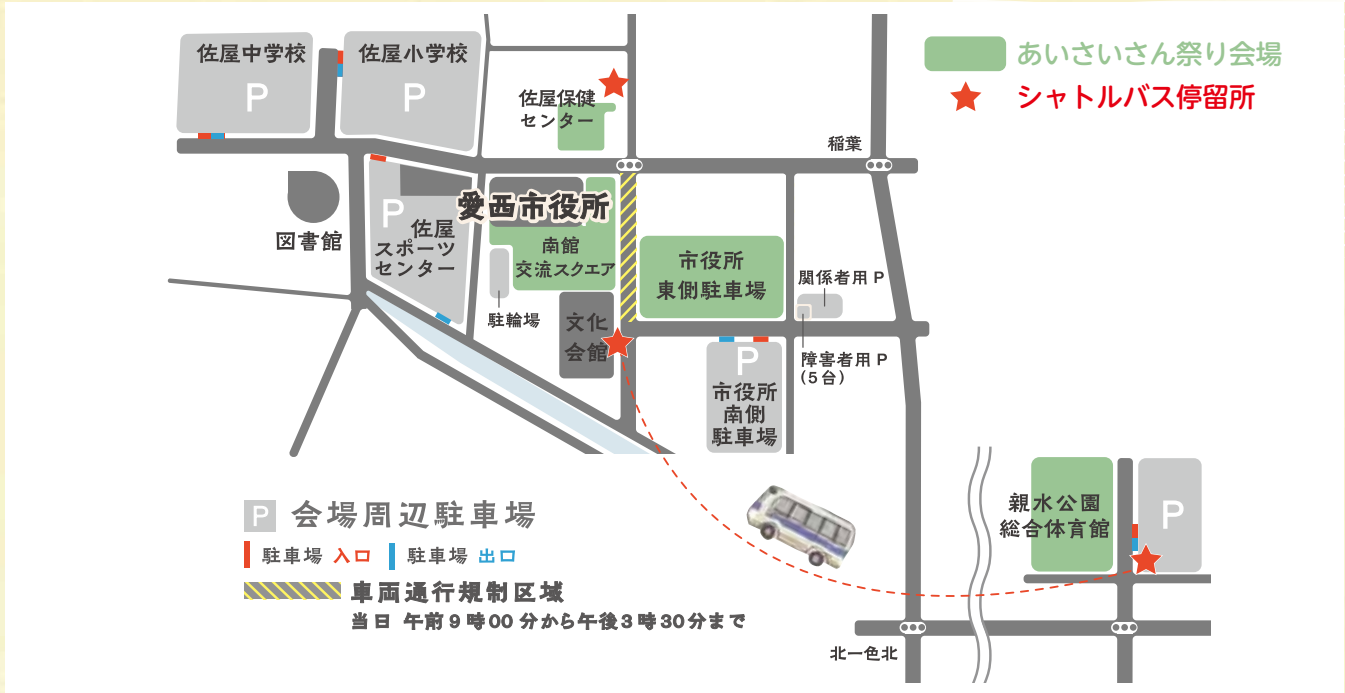 佐屋中学校
P
佐屋小学校
P
佐屋保健
センター
あいさいさん祭り会場
シャトルバス停留所
稲葉
愛西市役所
P
佐屋
スポーツ
センター
図書館
南館
交流スクエア
市役所
東側駐車場
関係者用P
駐輪場
文化
会館
障害者用P
(5台)
P
市役所
南側
駐車場
親水公園
総合体育館
P
P 会場周辺駐車場
駐車場 入口 駐車場 出口
車両通行規制区域
当日 午前9時00分から午後3時30分まで
北一色北